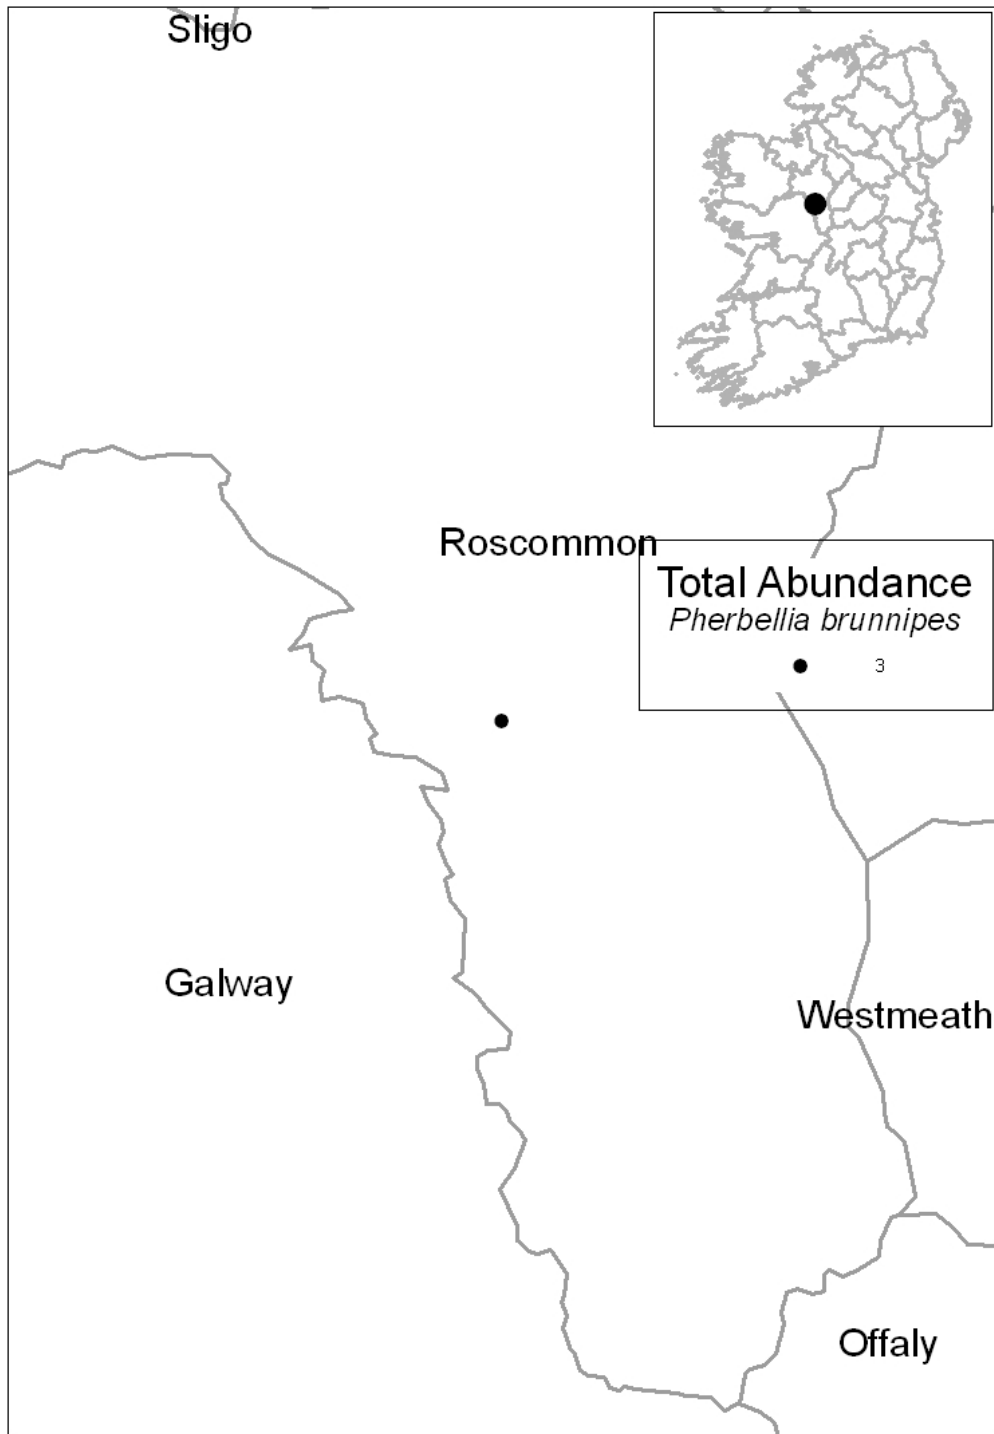 Sligo
Roscommon
Total Abundance
Pherbellia brunnipes
3
Galway
Westmeath
Offaly